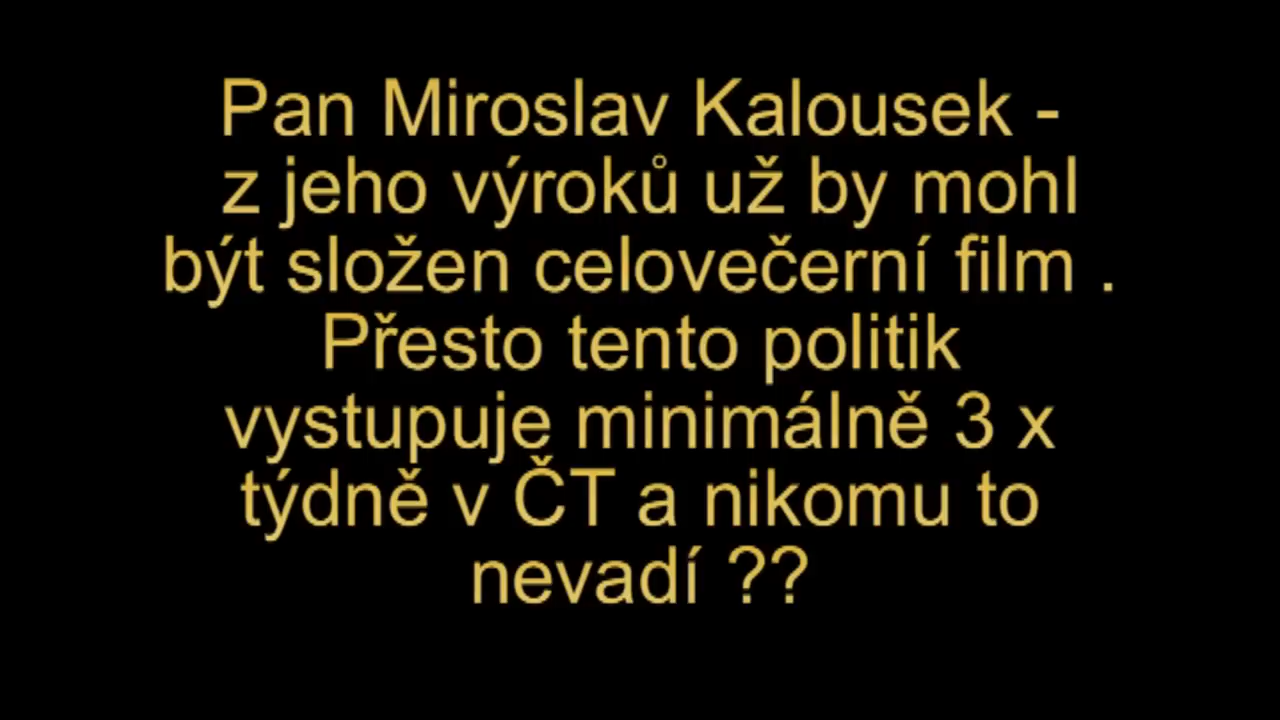 Pan Miroslav Kalousek -
z jeho výroků už by mohl
být složen celovečerní film .
Přesto tento politik
vystupuje minimálně 3 x
týdně v ČT a nikomu to
nevadí ??